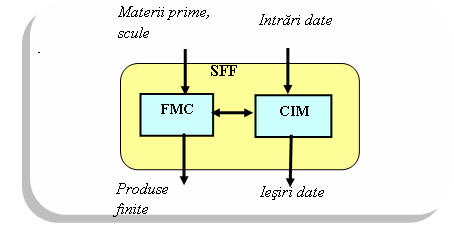 Materii prime,
scule
Intrări date
.
SFF
FMC
CIM
Produse
finite
Ieşiri date